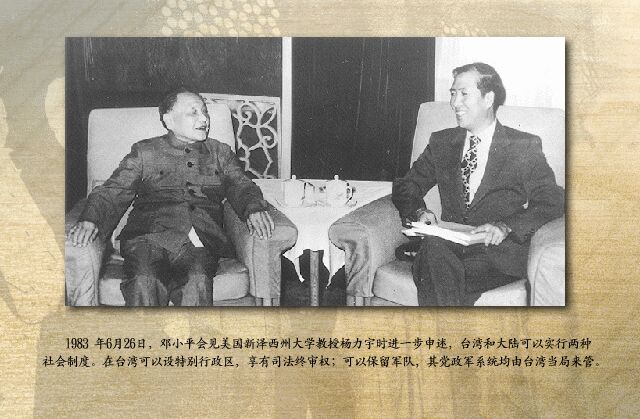 1983 年6月26日，邓小平会见美国新泽西州大学教授杨力宇时进一步申述，台湾和大陆可以实行两种
社会制度。在台湾可以设特别行政区，享有司法终审权；可以保留军队，其党政军系统均由台湾当局来管。